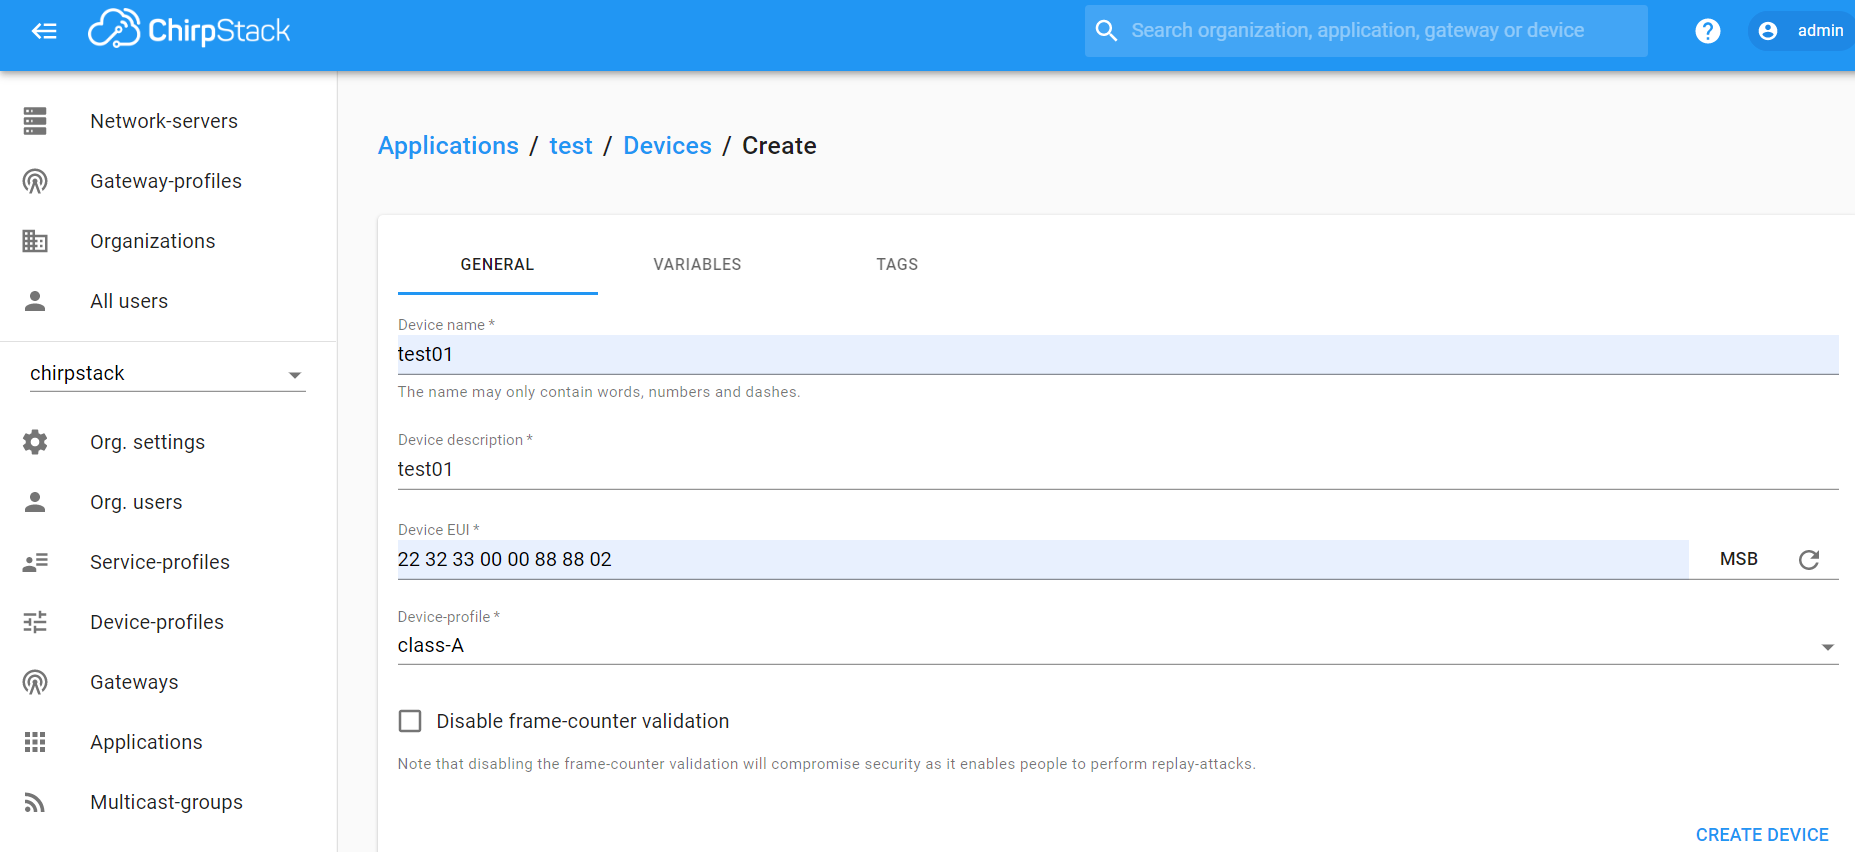 ChirpStack
Search organization, application, gateway or device
?
admin
Network-servers
Gateway-profiles
Organizations
All users
chirpstack
Org. settings
Org. users
Service-profiles
Device-profiles
Gateways
Applications
Multicast-groups
Applications / test / Devices / Create
GENERAL VARIABLES TAGS
Device name *
test01
The name may only contain words, numbers and dashes.
Device description *
test01
Device EUI *
22 32 33 00 00 88 88 02 MSB
Device-profile *
class-A
Disable frame-counter validation
Note that disabling the frame-counter validation will compromise security as it enables people to perform replay-attacks.
CREATE DEVICE